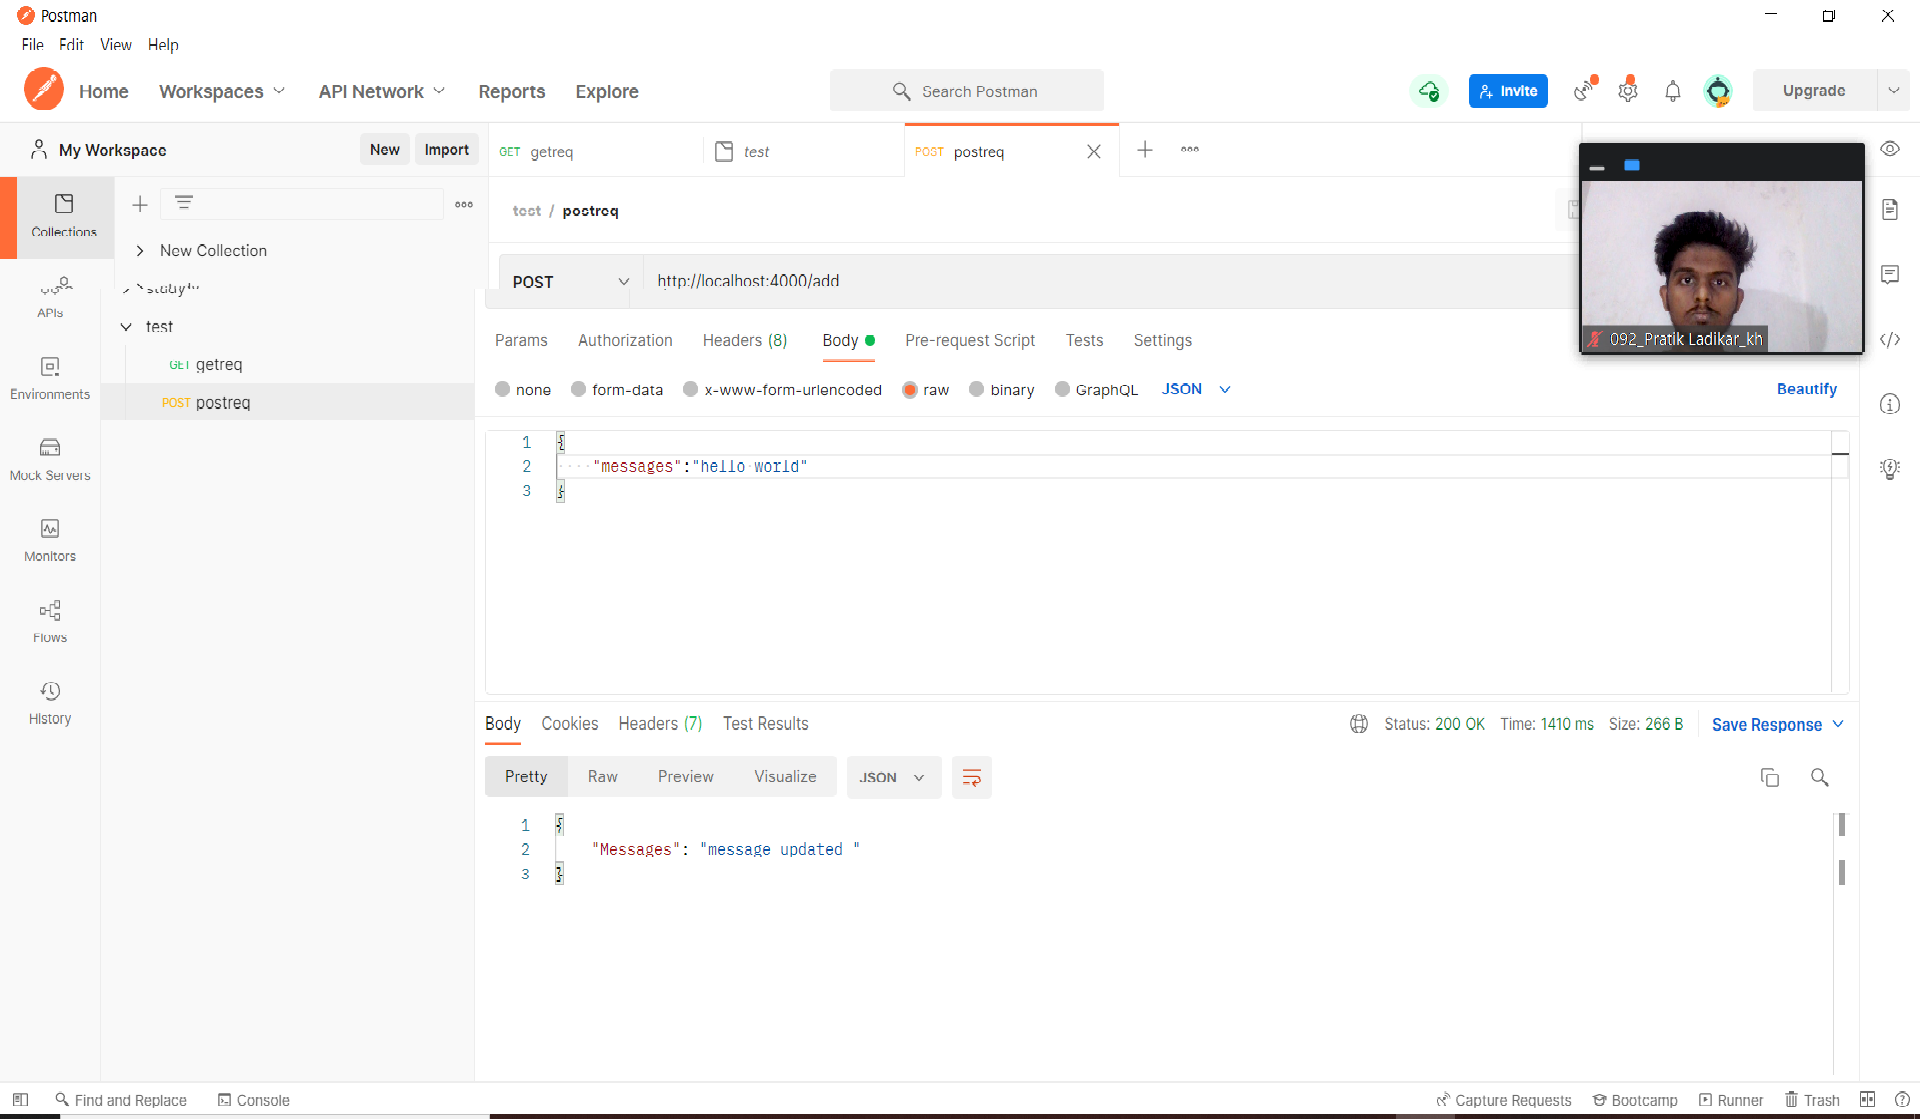 Postman
File Edit View Help
Home Workspaces API Network Reports Explore Search Postman Invite Upgrade
My Workspace New Import GET getreq test POST postreq
Collections
test / postreq
New Collection
POST http://localhost:4000/add
APIs
test
Params Authorization Headers (8) Body Pre-request Script Tests Settings
092_Pratik Ladikar_kh
GET getreq
Environments
none form-data x-www-form-urlencoded raw binary GraphQL JSON Beautify
POST postreq
1 {
2 "messages":"hello world"
3 }
Mock Servers
Monitors
Flows
History
Body Cookies Headers (7) Test Results Status: 200 OK Time: 1410 ms Size: 266 B Save Response
Pretty Raw Preview Visualize JSON
1 {
2 "Messages": "message updated "
3 }
Find and Replace Console Capture Requests Bootcamp Runner Trash